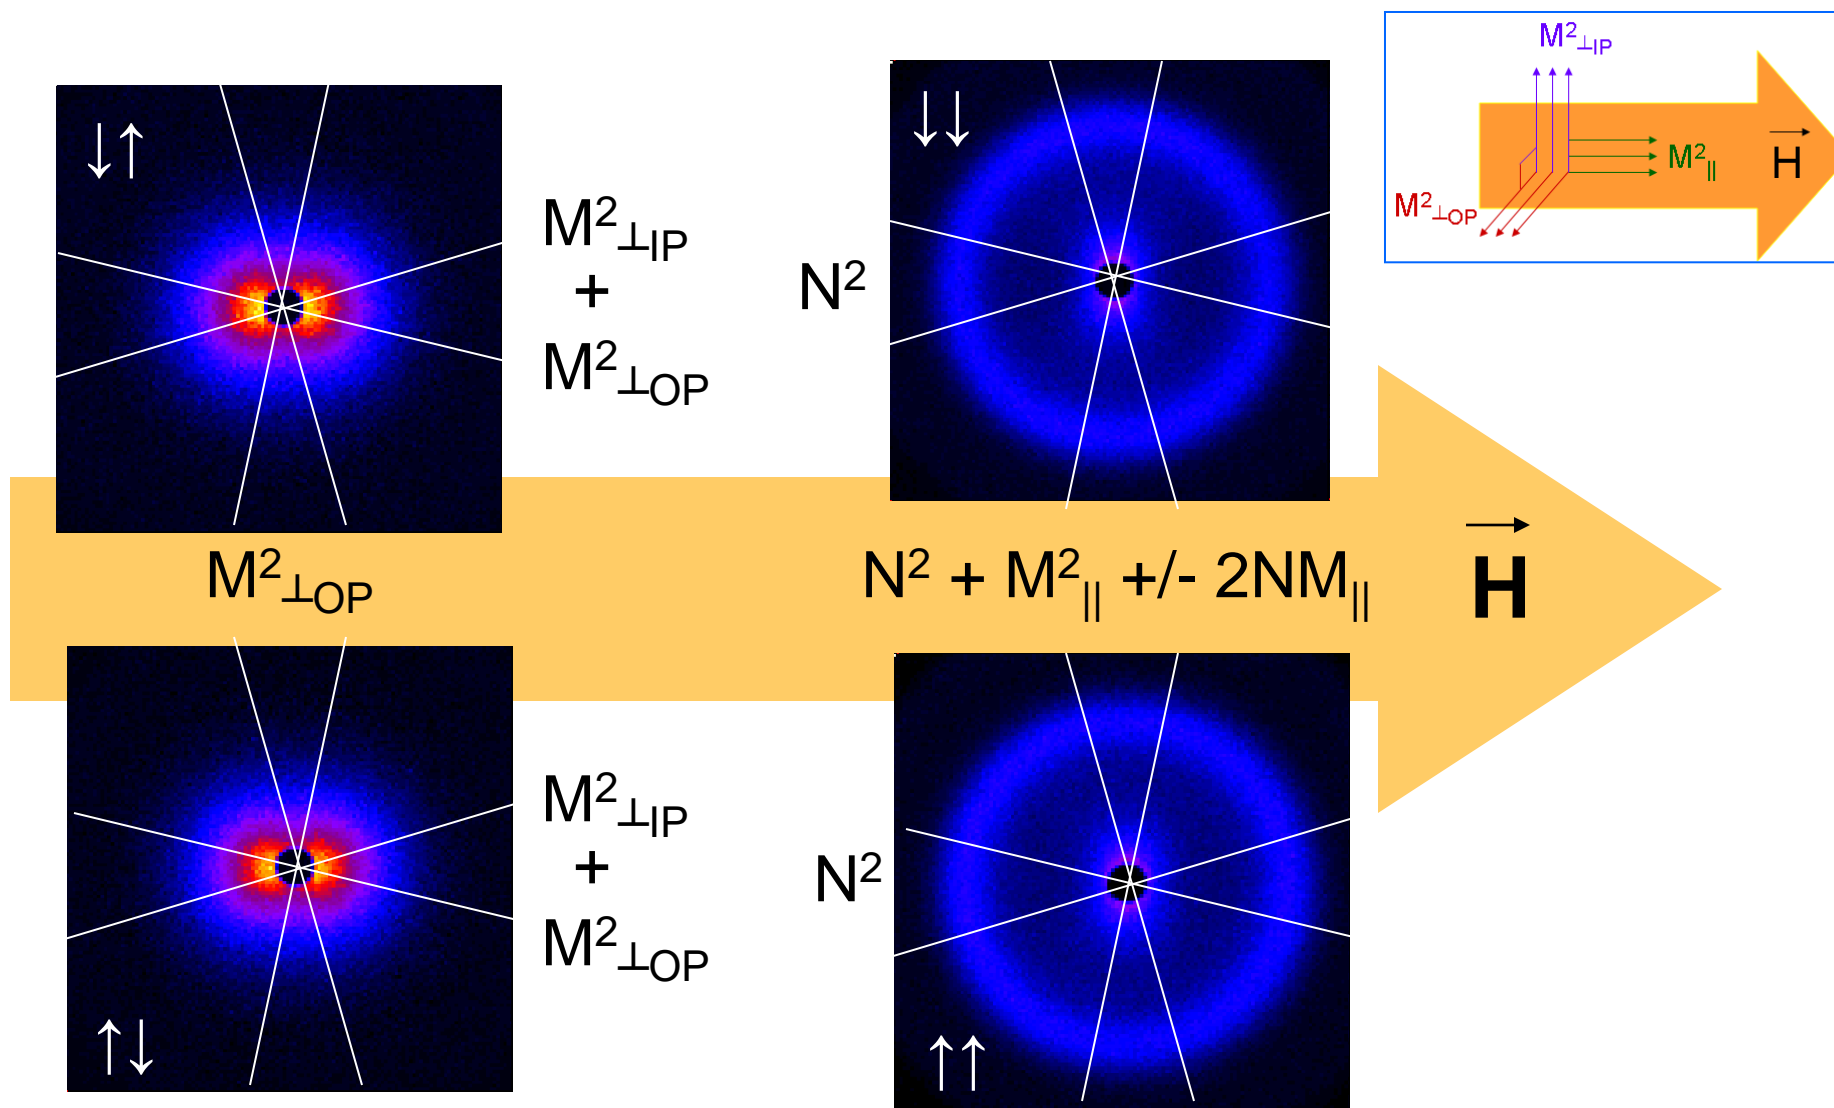 ↓↑
M²⊥IP
+
M²⊥OP
N²
↓↓
M²⊥IP
M²||
H
M²⊥OP
M²⊥OP
N² + M²|| +/- 2NM||
H
M²⊥IP
+
M²⊥OP
↑↓
N²
↑↑